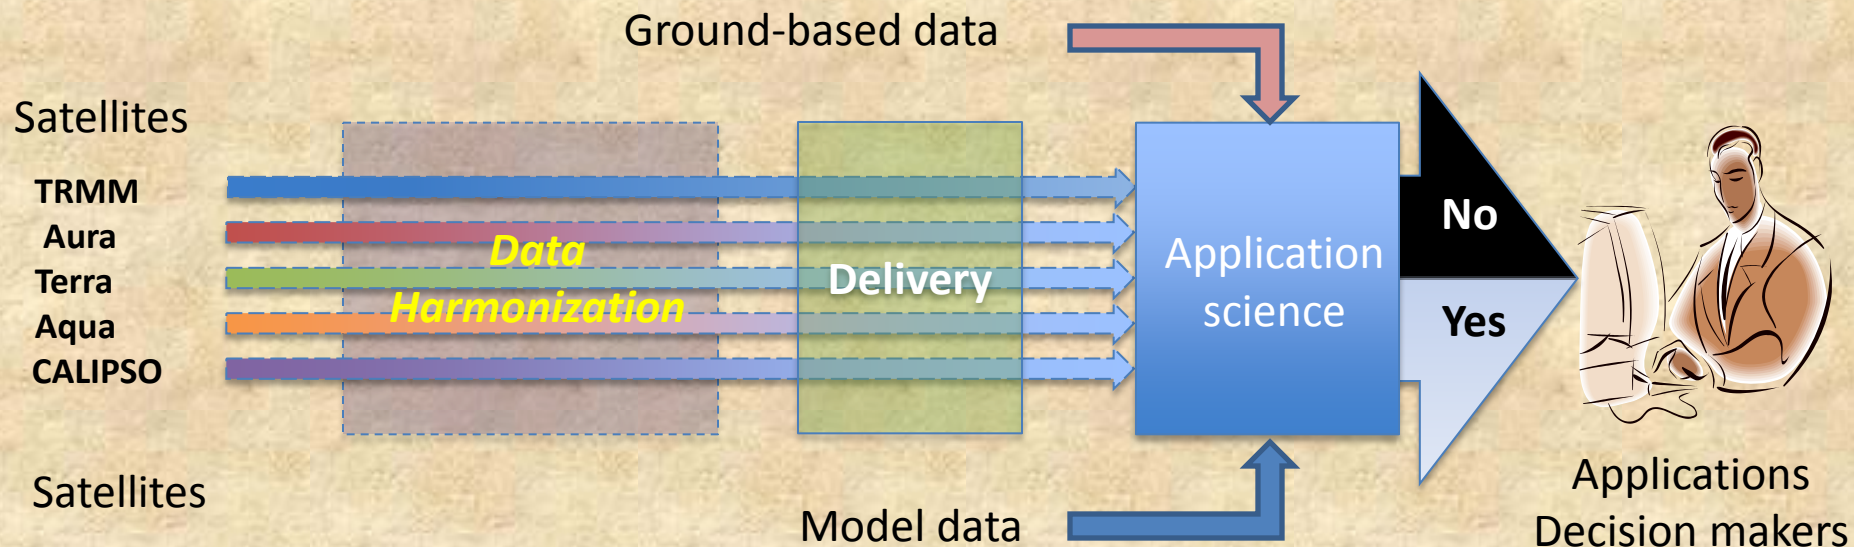 Ground-based data
Satellites
TRMM
Aura
Terra
Aqua
CALIPSO
Data
Harmonization
Delivery
Application
science
No
Yes
Satellites
Model data
Applications
Decision makers